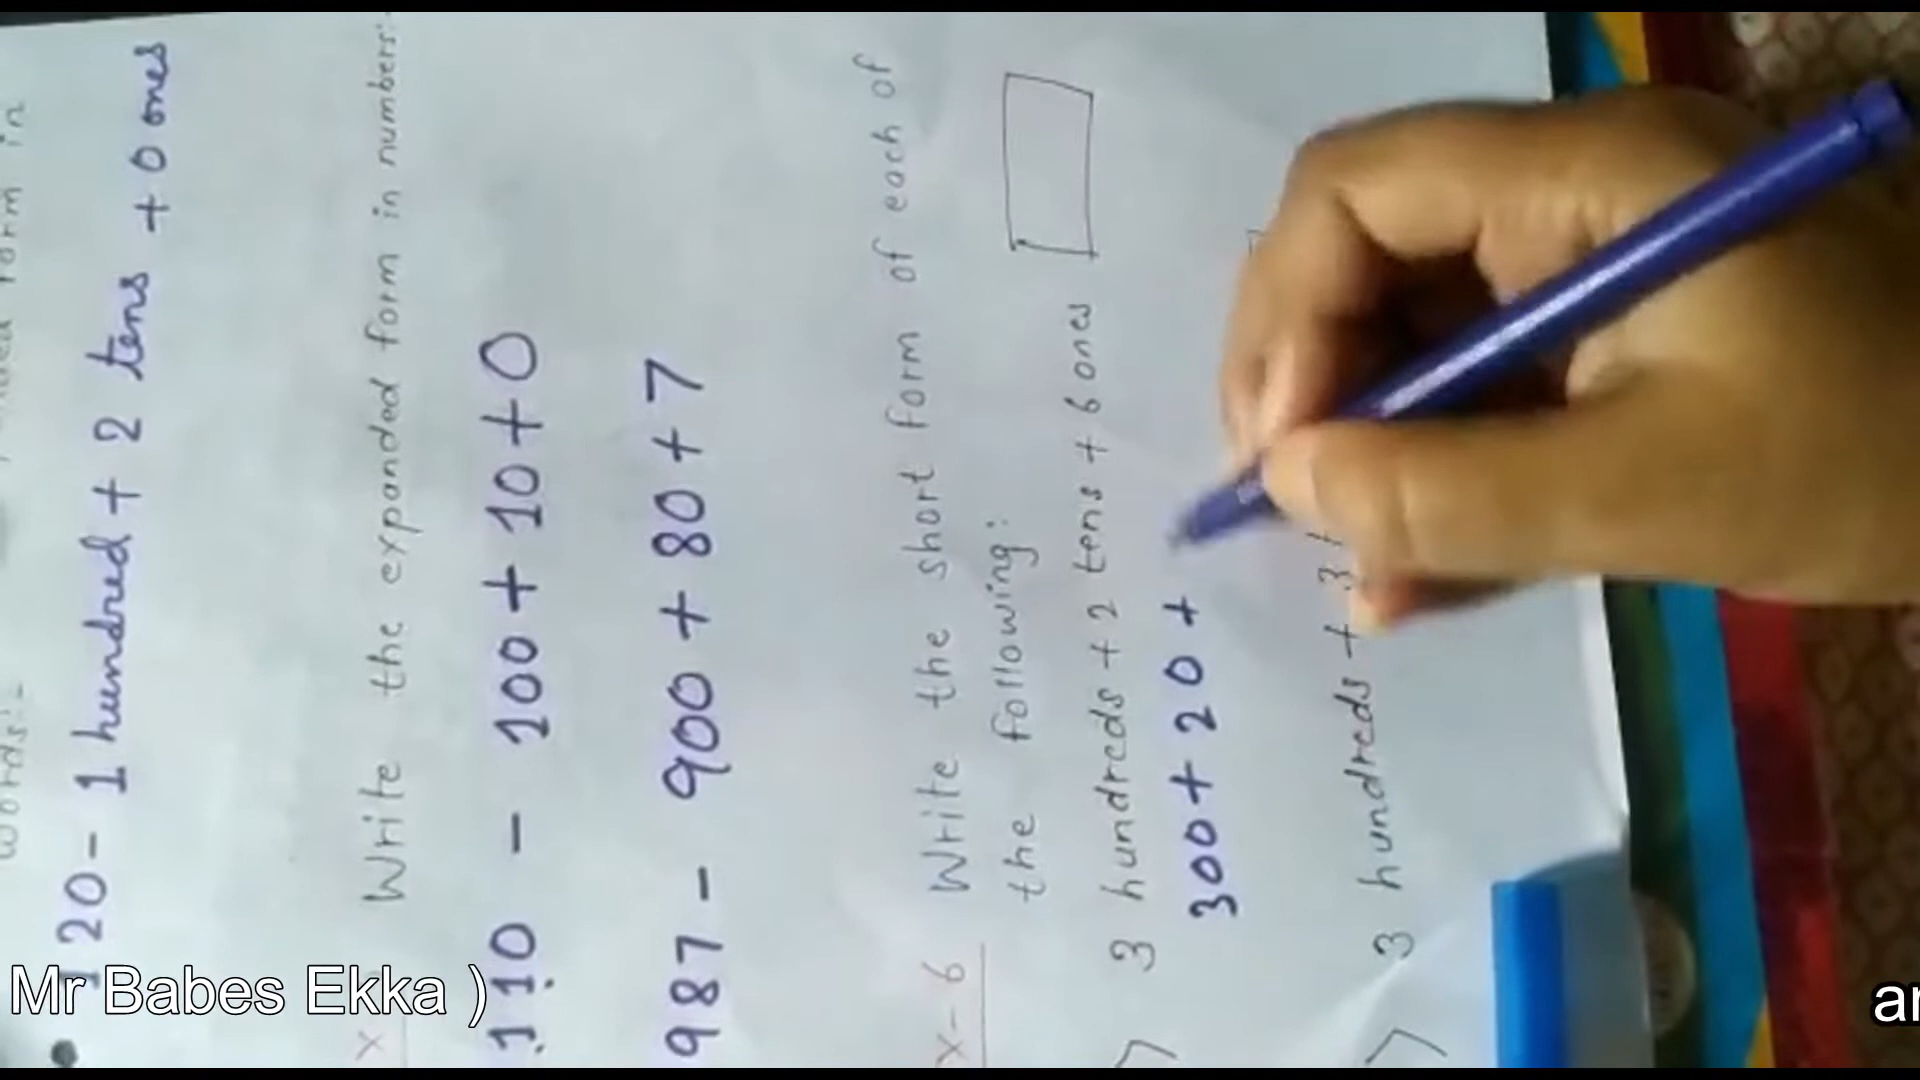 words:-
120 - 1 hundred + 2 tens + 0 ones
Write the expanded form in numbers:-
110 - 100 + 10 + 0
987 - 900 + 80 + 7
x-6 Write the short form of each of
the following:
3 hundreds + 2 tens + 6 ones
300 + 20 +
3 hundreds + 3t
Mr Babes Ekka )